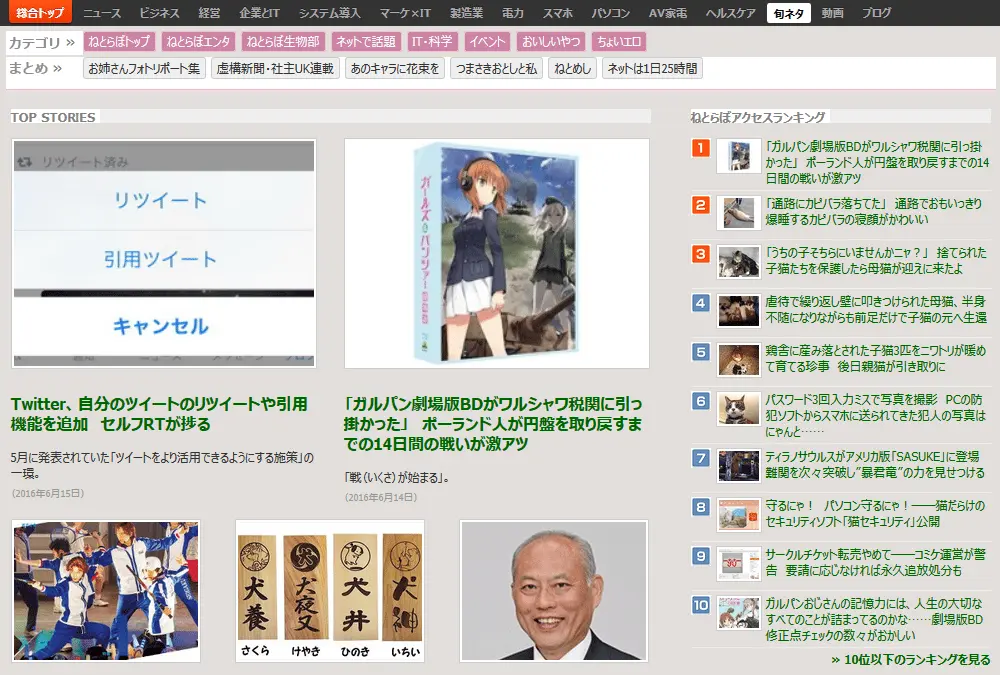 総合トップ ニュース ビジネス 経営 企業とIT システム導入 マーケ×IT 製造業 電力 スマホ パソコン AV家電 ヘルスケア 旬ネタ 動画 ブログ
カテゴリ » ねとらぼトップ ねとらぼエンタ ねとらぼ生物部 ネットで話題 IT・科学 イベント おいしいやつ ちょいエロ
まとめ » お姉さんフォトリポート集 虚構新聞・社主UK連載 あのキャラに花束を つまさきおとしと私 ねとめし ネットは1日25時間
TOP STORIES
リツイート済み
リツイート
引用ツイート
キャンセル
ガールズ&パンツァー 劇場版
Twitter、自分のツイートのリツイートや引用
機能を追加 セルフRTが捗る
5月に発表されていた「ツイートをより活用できるようにする施策」の
一環。
(2016年6月15日)
「ガルパン劇場版BDがワルシャワ税関に引っ
掛かった」 ポーランド人が円盤を取り戻すま
での14日間の戦いが激アツ
「戦(いくさ)が始まる」。
(2016年6月14日)
犬養 犬夜叉 犬井 犬神
さくら けやき ひのき いちい
ねとらぼアクセスランキング
1 「ガルパン劇場版BDがワルシャワ税関に引っ掛
かった」 ポーランド人が円盤を取り戻すまでの14
日間の戦いが激アツ
2 「通路にカピバラ落ちてた」 通路でおもいっきり
爆睡するカピバラの寝顔がかわいい
3 「うちの子そちらにいませんかニャ?」 捨てられた
子猫たちを保護したら母猫が迎えに来たよ
4 虐待で繰り返し壁に叩きつけられた母猫、半身
不随になりながらも前足だけで子猫の元へ生還
5 鶏舎に産み落とされた子猫3匹をニワトリが暖め
て育てる珍事 後日親猫が引き取りに
6 パスワード3回入力ミスで写真を撮影 PCの防
犯ソフトからスマホに送られてきた犯人の写真は
にゃんと……
7 ティラノサウルスがアメリカ版「SASUKE」に登場
難関を次々突破し"暴君竜"の力を見せつける
8 守るにゃ! パソコン守るにゃ!――猫だらけの
セキュリティソフト「猫セキュリティ」公開
9 サークルチケット転売やめて――コミケ運営が警
告 要請に応じなければ永久追放処分も
10 ガルパンおじさんの記憶力には、人生の大切な
すべてのことが詰まってるのかな……劇場版BD
修正点チェックの数々がおかしい
» 10位以下のランキングを見る